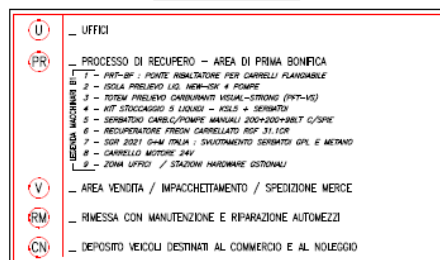 U _ UFFICI
PR _ PROCESSO DI RECUPERO – AREA DI PRIMA BONIFICA
LEGENDA MACCHINARI B1
1 - PRT-BF : PONTE RIBALTATORE PER CARRELLI FLANGIABILE
2 - ISOLA PRELIEVO LIQ. NEW-ISK 4 POMPE
3 - TOTEM PRELIEVO CARBURANTI VISUAL-STRONG (PFT-VS)
4 - KIT STOCCAGGIO 5 LIQUIDI - KSL5 + SERBATOI
5 - SERBATOIO CARB.C/POMPE MANUALI 200+200+98LT C/SPIE
6 - RECUPERATORE FREON CARRELLATO RGF 31.1CR
7 - SGR 2021 G+M ITALIA : SVUOTAMENTO SERBATOI GPL E METANO
8 - CARRELLO MOTORE 24V
9 - ZONA UFFICI / STAZIONI HARDWARE GSTIONALI
V _ AREA VENDITA / IMPACCHETTAMENTO / SPEDIZIONE MERCE
RM _ RIMESSA CON MANUTENZIONE E RIPARAZIONE AUTOMEZZI
CN _ DEPOSITO VEICOLI DESTINATI AL COMMERCIO E AL NOLEGGIO